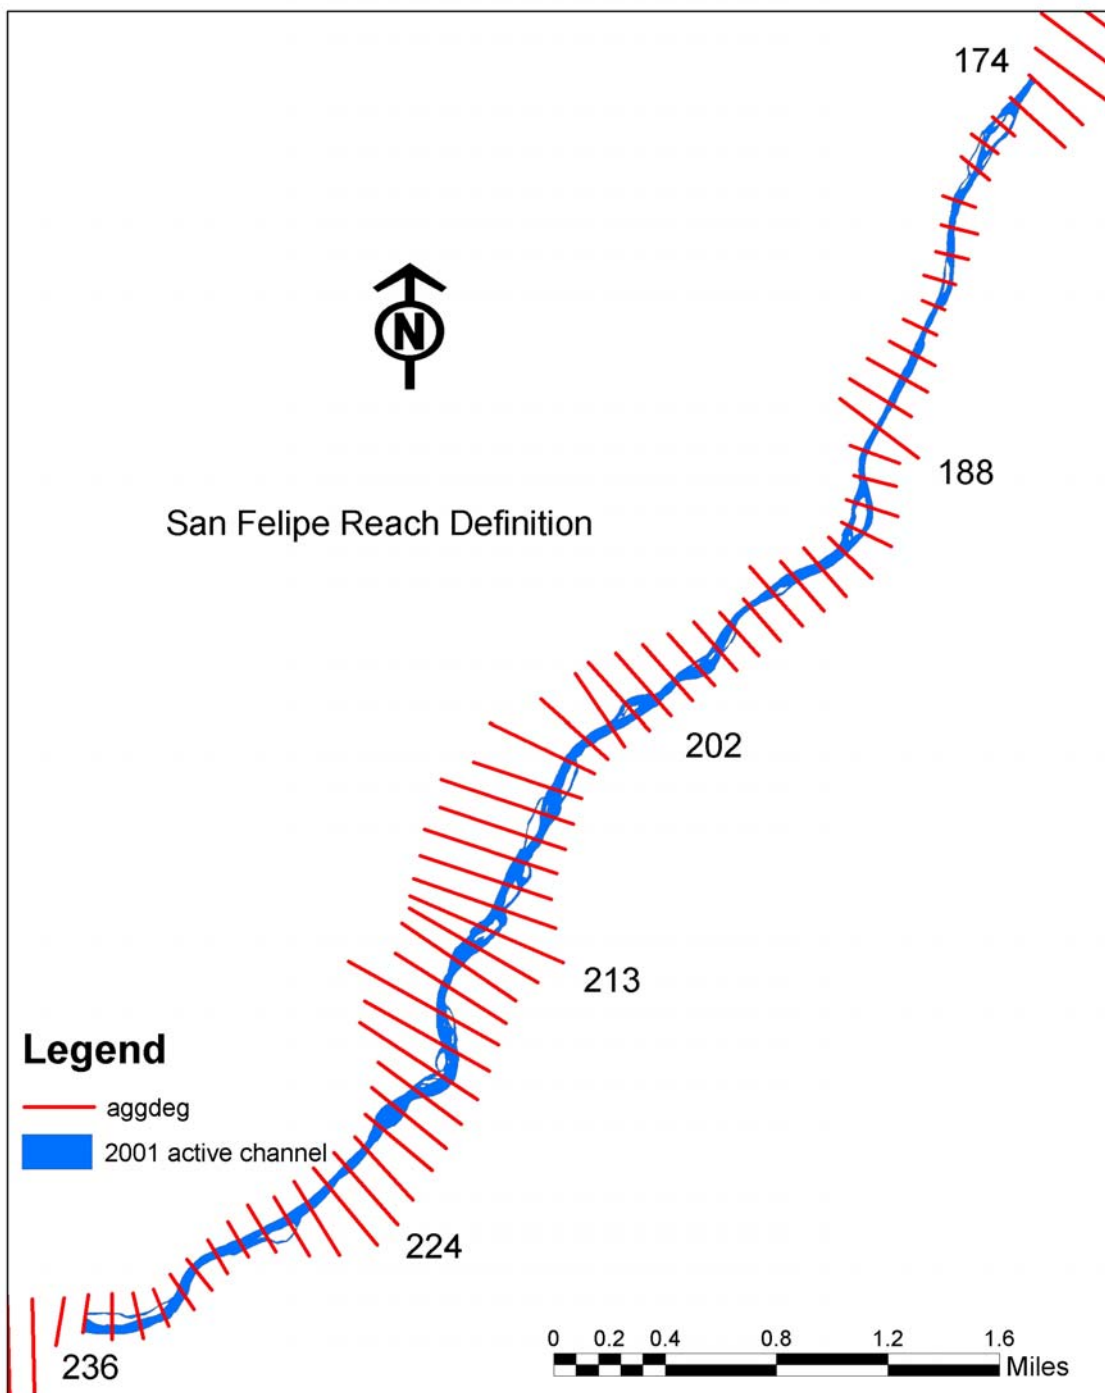 174
N
188
San Felipe Reach Definition
202
213
Legend
aggdeg
2001 active channel
224
0 0.2 0.4 0.8 1.2 1.6
Miles
236